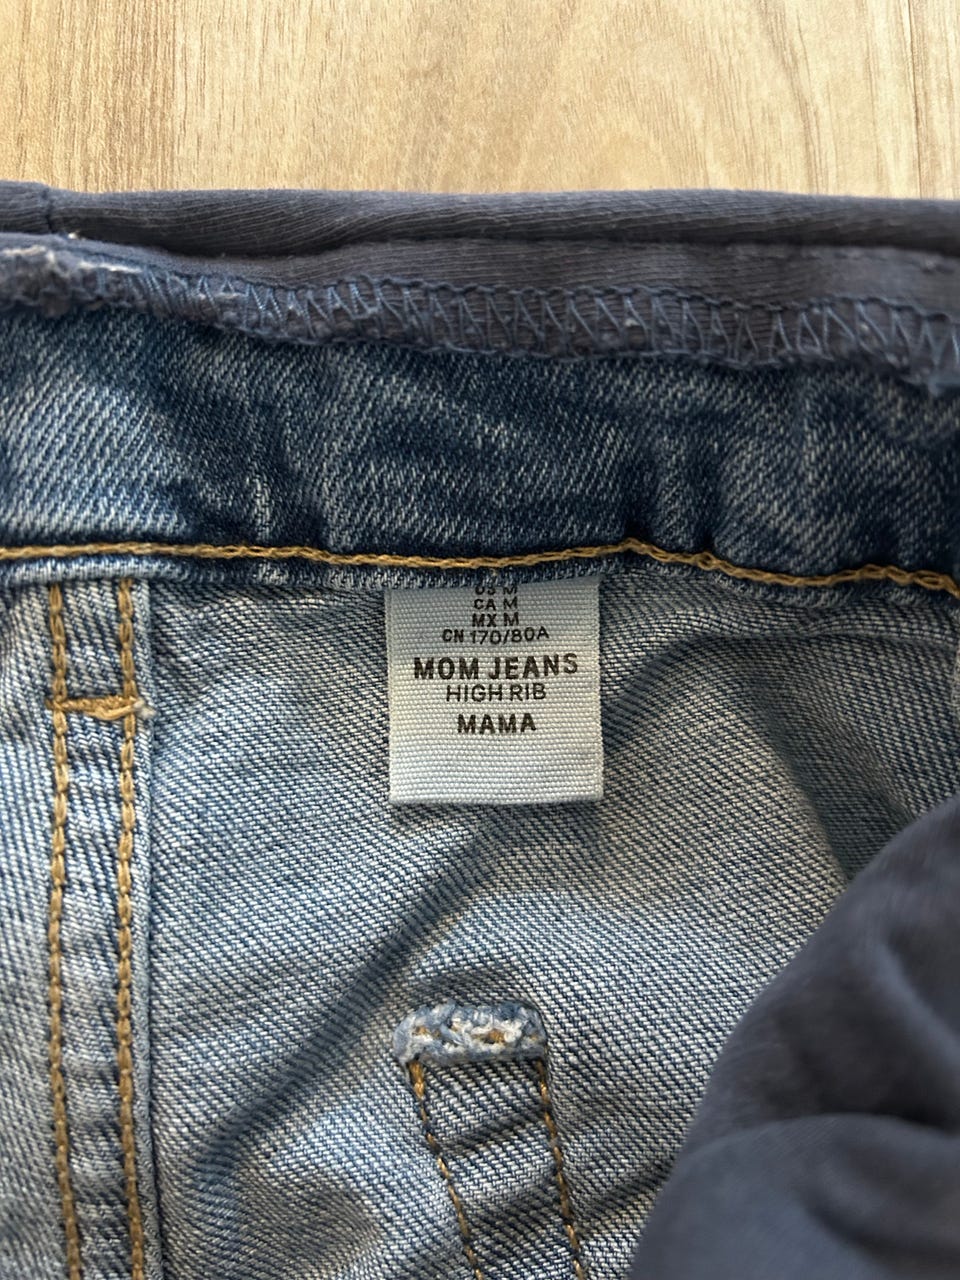 US M
CA M
MX M
CN 170/80A
MOM JEANS
HIGH RIB
MAMA